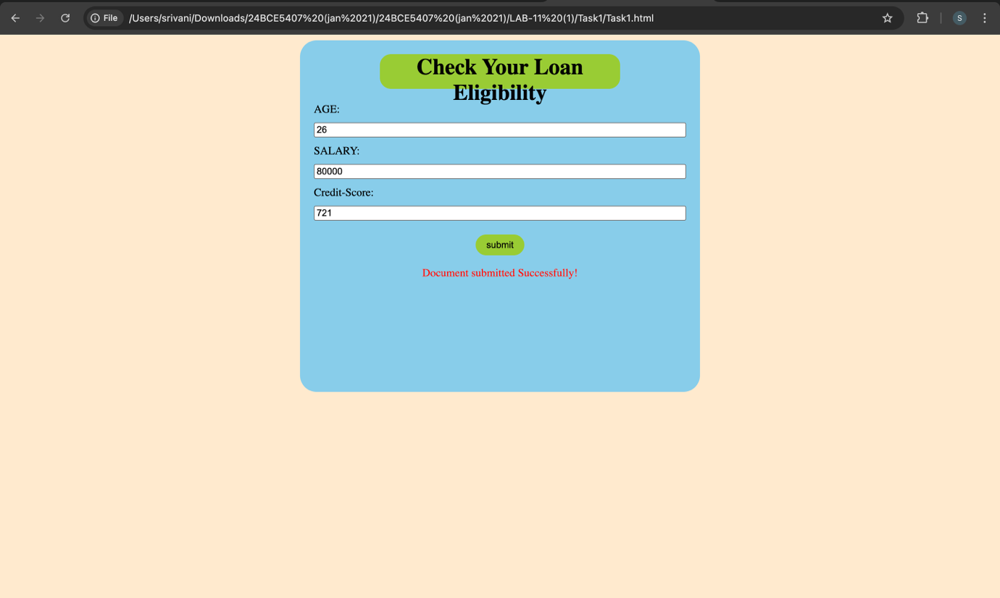 File /Users/srivani/Downloads/24BCE5407%20(jan%2021)/24BCE5407%20(jan%2021)/LAB-11%20(1)/Task1/Task1.html S
Check Your Loan
Eligibility
AGE:
26
SALARY:
80000
Credit-Score:
721
submit
Document submitted Successfully!